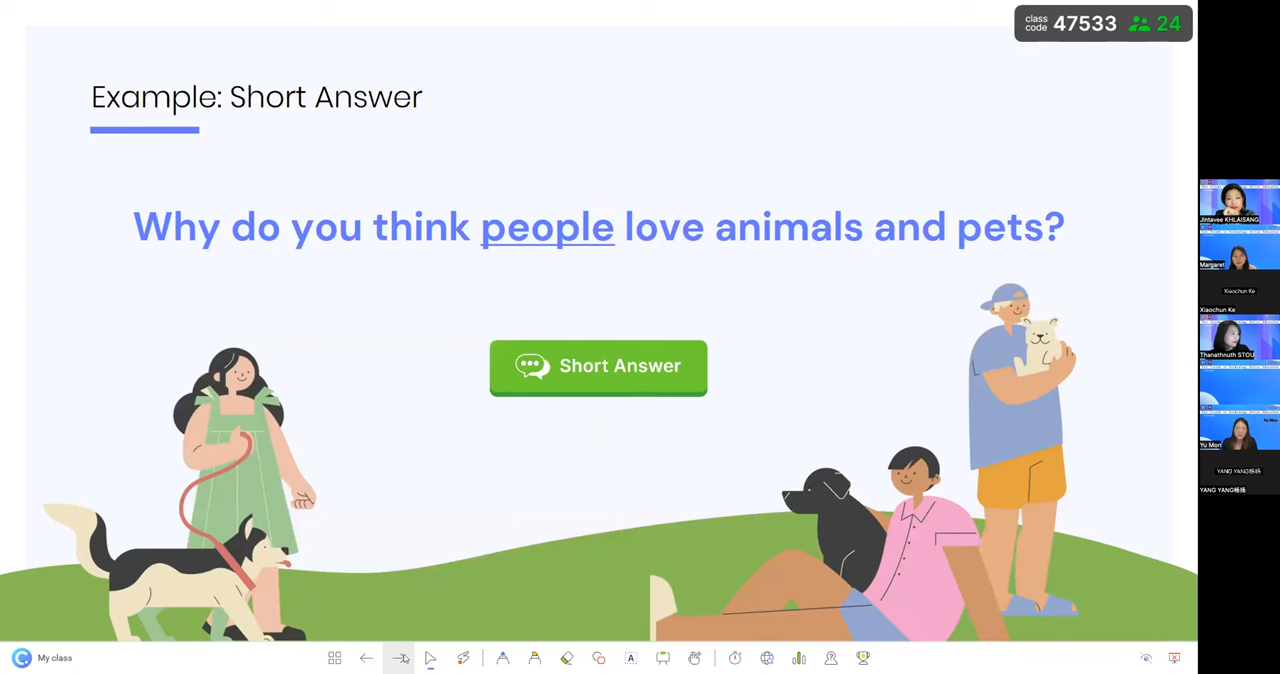 class code 47533 24
Example: Short Answer
Why do you think people love animals and pets?
Short Answer
Jintavee KHLAISANG
Margaret
Xiaochun Ke
Xiaochun Ke
Thanathnuth STOU
Yu Mon
YANG YANG杨扬
YANG YANG杨扬
My class
A